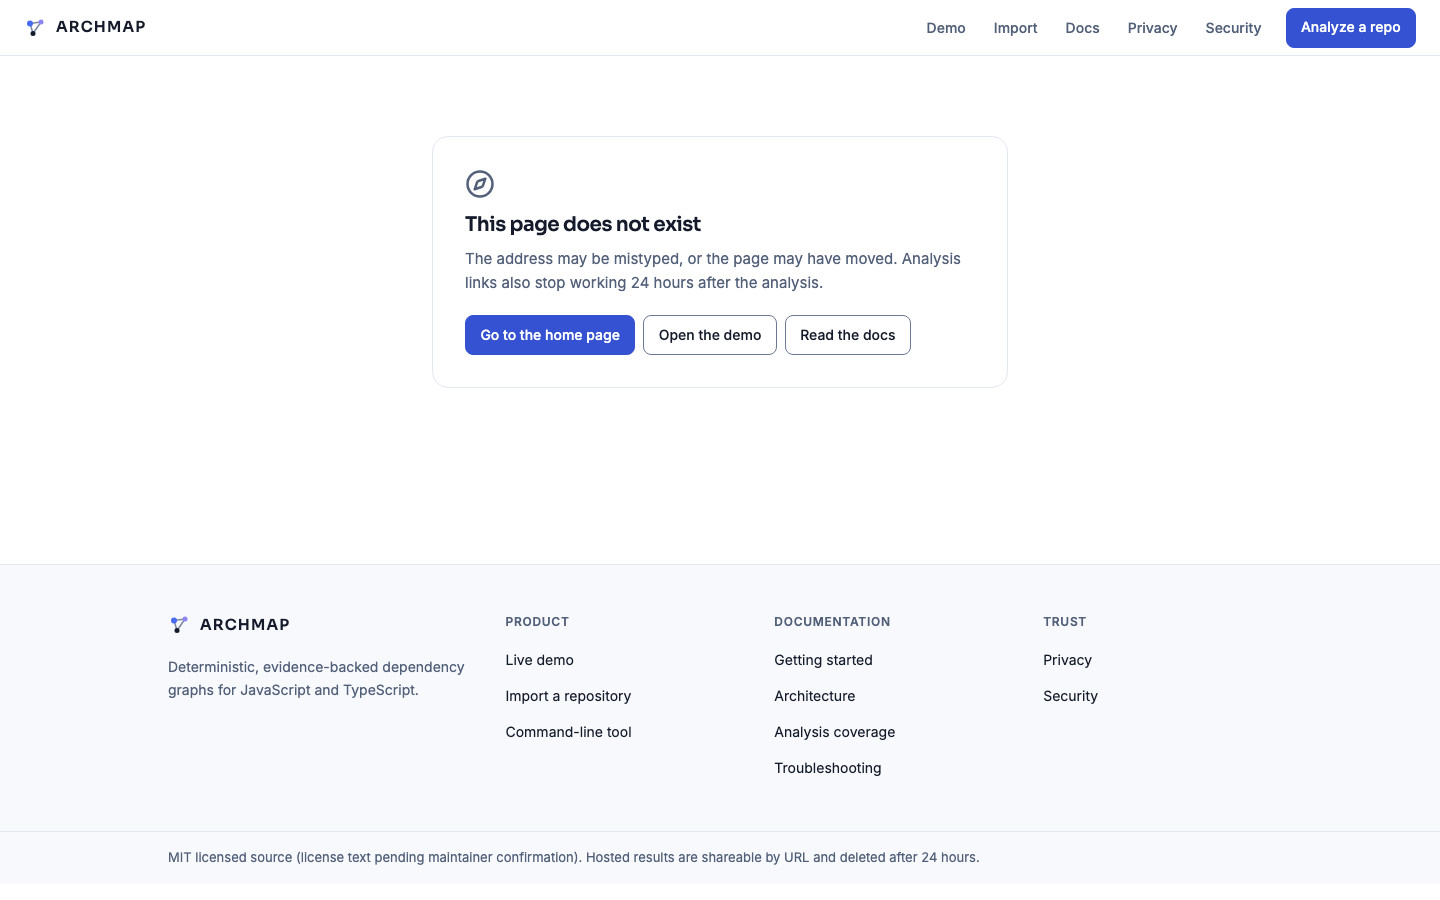 ARCHMAP
Demo
Import
Docs
Privacy
Security
Analyze a repo
This page does not exist
The address may be mistyped, or the page may have moved. Analysis
links also stop working 24 hours after the analysis.
Go to the home page
Open the demo
Read the docs
ARCHMAP
Deterministic, evidence-backed dependency
graphs for JavaScript and TypeScript.
PRODUCT
Live demo
Import a repository
Command-line tool
DOCUMENTATION
Getting started
Architecture
Analysis coverage
Troubleshooting
TRUST
Privacy
Security
MIT licensed source (license text pending maintainer confirmation). Hosted results are shareable by URL and deleted after 24 hours.